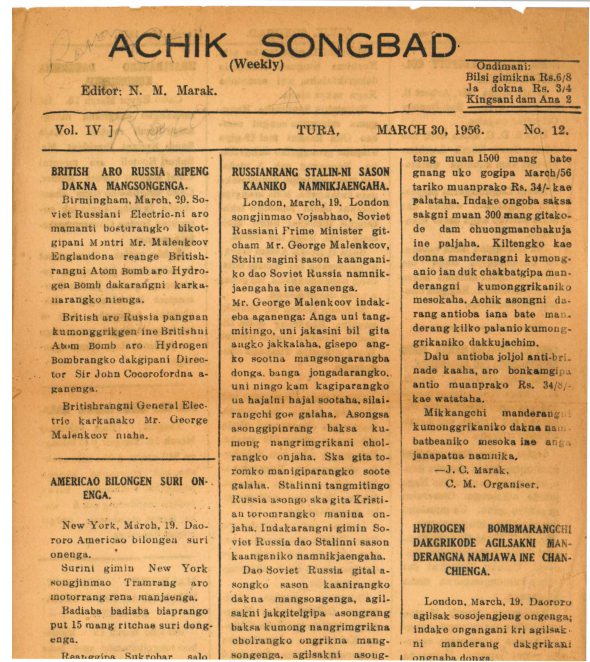 ACHIK SONGBAD
(Weekly)
Editor: N. M. Marak.
Ondimani:
Bilsi gimikna Rs.6/8
Ja dokna Rs. 3/4
Kingsani dam Ana 2
Vol. IV ]
TURA, MARCH 30, 1956.
No. 12.
BRITISH ARO RUSSIA RIPENG
DAKNA MANGSONGENGA.
Birmingham, March, 20. So-
viet Russiani Electric-ni aro
mamanti bosturangko bikot-
gipani Montri Mr. Malenkcov
Englandona reange British-
rangni Atom Bomb aro Hydro-
gen Bomb dakarangni karka-
narangko nienga.
British aro Russia pangnan
kumonggrikgen ine Britishni
Atom Bomb aro Hydrogen
Bombrangko dakgipani Direc-
tor Sir John Cocorofordna a-
ganenga.
Britishrangni General Elec-
tric karkanako Mr. George
Malenkcov niaha.
AMERICAO BILONGEN SURI ON-
ENGA.
New York, March, 19. Dao-
roro Americao bilongen suri
onenga.
Surini gimin New York
songjinmao Tramrang aro
motorrang rena manjaenga.
Badiaba badiaba biaprango
put 15 mang ritchae suri dong-
enga.
Reanggipa Sukrobar salo
RUSSIANRANG STALIN-NI SASON
KAANIKO NAMNIKJAENGAHA.
London, March, 19. London
songjinmao Vojsabhao, Soviet
Russiani Frime Minister git-
cham Mr. George Malenkcov,
Stalin sagini sason kaangani-
ko dao Soviet Russia namnik-
jaengaha ine aganenga.
Mr. George Malenkov indak-
eba aganenga: Anga uni tang-
mitingo, uni jakasini bil gita
angko jakkalaha, gisepo ang-
ko sootna mangsongarangba
donga. banga jongadarangko,
uni ningo kam kagiparangko
ua hajalni hajal sootaha, silai-
rangchi goe galaha. Asongsa
asonggipinrang baksa ku-
mong nangrimgrikani chol-
rangko onjaha. Ska gita to-
romko manigiparangko soote
galaha. Stalinni tangmitingo
Russia asongo ska gita Kristi-
an toromrangko manina on-
jaha. Indakarangni gimin So-
viet Russia dao Stalinni sason
kaanganiko namnikjaengaha.
Dao Soviet Russia gital a-
songko sason kaanirangko
dakna mangsongenga, agil-
sakni jakgitelgipa asongrang
baksa kumong nangrimgrikna
cholrangko ongrikna mang-
songenga, agilsakni asong-
teng muan 1500 mang bate
gnang uko gogipa March/56
tariko muanprako Rs. 34/- kae
palataha. Indake ongoba saksa
sakgni muan 300 mang gitako-
de dam chuongmanchakuja
ine paljaha. Kiltengko kae
donna manderangni kumong-
anio ian duk chakbatgipa man-
derangni kumonggrikaniko
mesokaha. Achik asongni da-
rang antioba iana bate man-
derang kilko palanio kumong-
grikaniko dakkujachim.
Dalu antioba joljol anti-bri-
nade kaaha, aro bonkamgipa
antio muanprako Rs. 34/8/-
kae watataha.
Mikkangchi manderangni
kumonggrikaniko dakna nam-
batbeaniko mesoka ine anga
janapatna namnika.
—J. C. Marak.
C. M. Organiser.
HYDROGEN BOMBMARANGCHI
DAKGRIKODE AGILSAKNI MAN-
DERANGNA NAMJAWA INE CHAN-
CHIENGA.
London, March, 19. Daororo
agilsak sosojengjeng ongenga;
indake ongangani kri agilsak-
ni manderang dakgrikani
ongnaba donga.